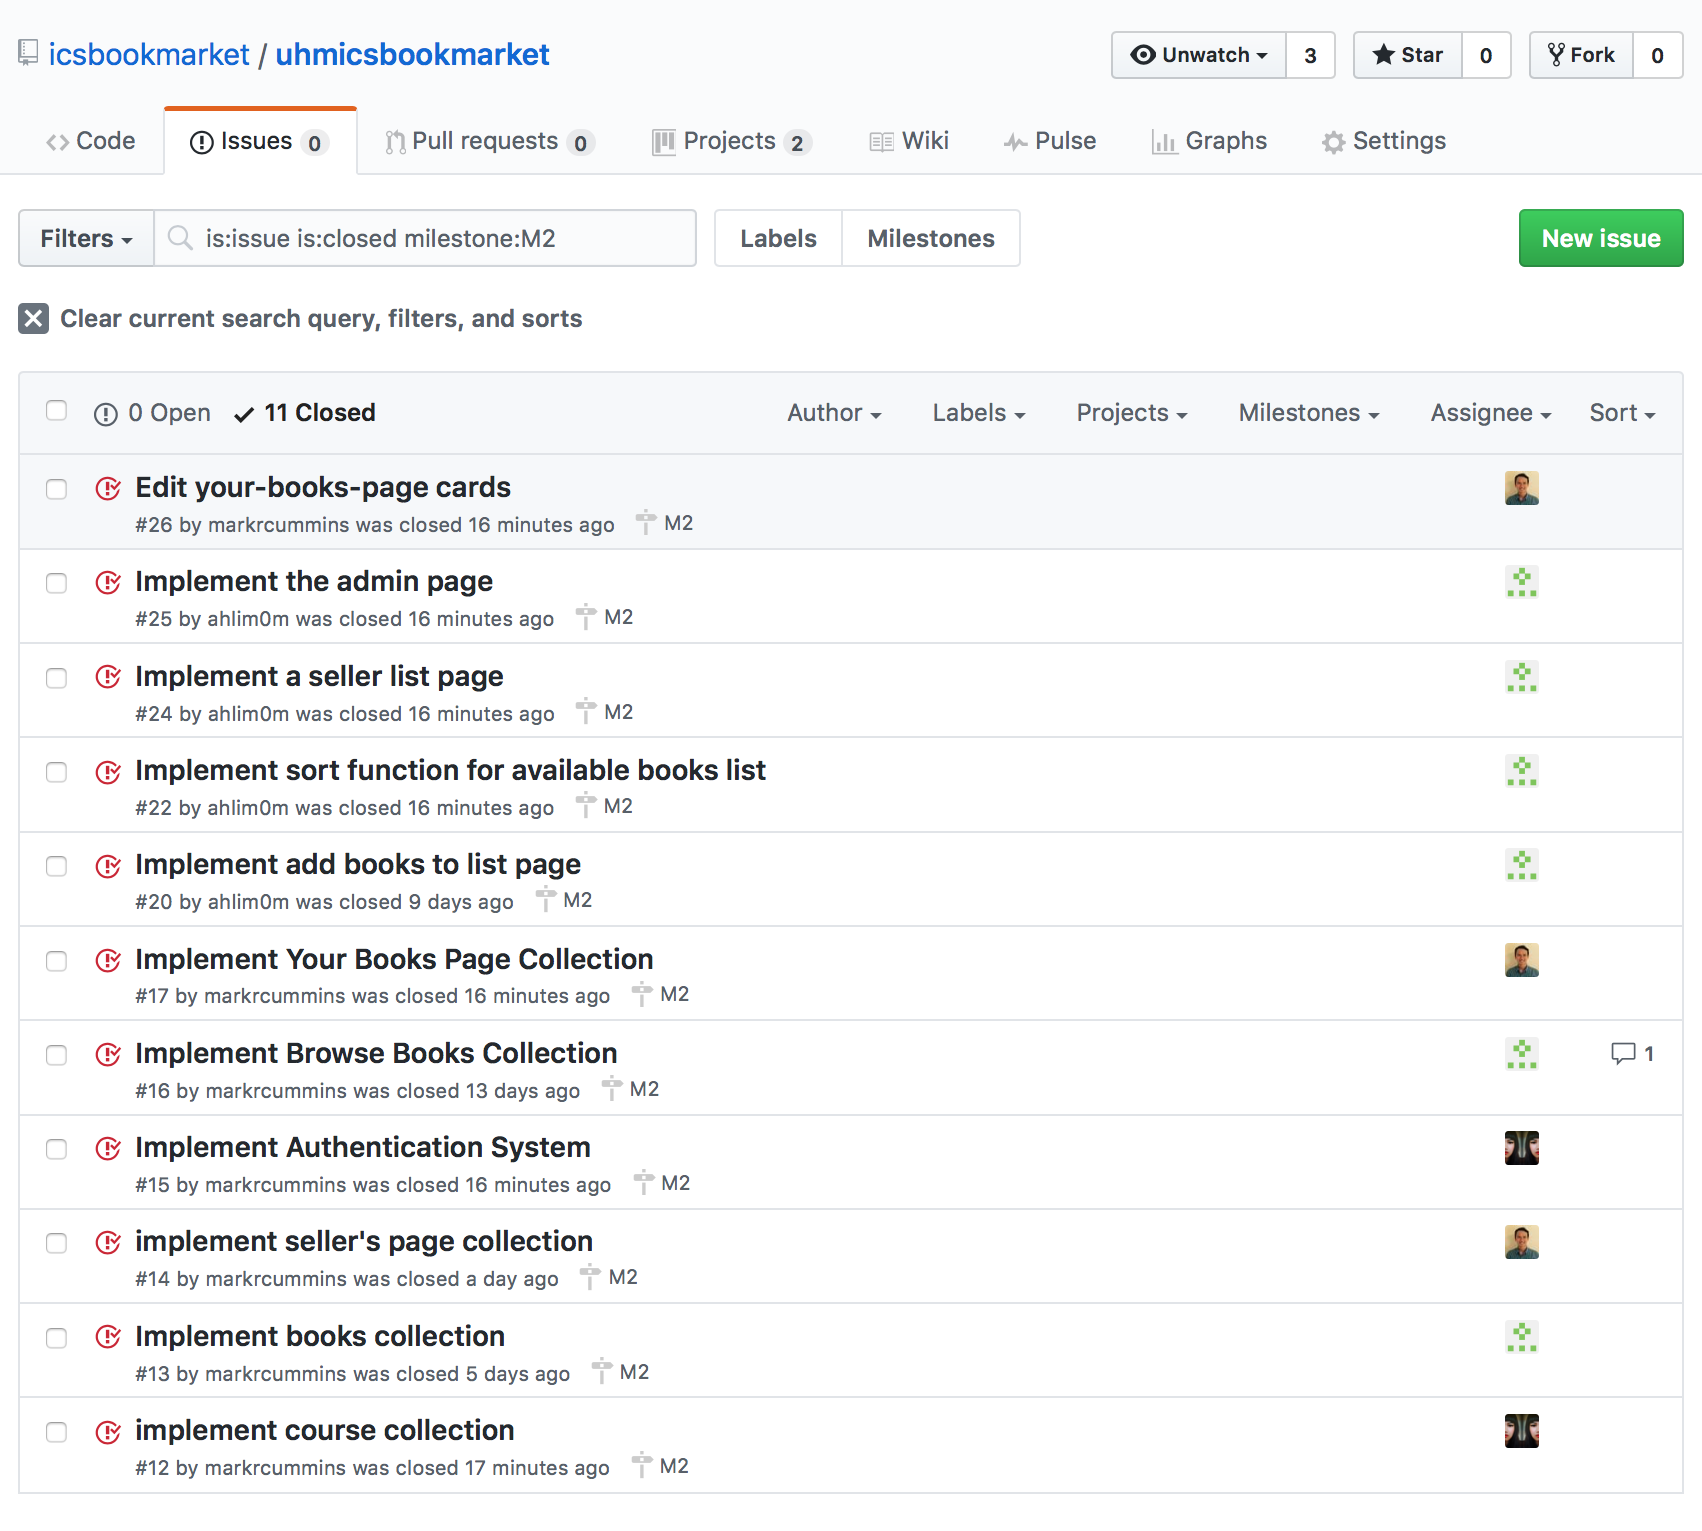 icsbookmarket / uhmicsbookmarket
Unwatch 3 Star 0 Fork 0
Code Issues 0 Pull requests 0 Projects 2 Wiki Pulse Graphs Settings
Filters is:issue is:closed milestone:M2 Labels Milestones New issue
Clear current search query, filters, and sorts
0 Open 11 Closed Author Labels Projects Milestones Assignee Sort
Edit your-books-page cards
#26 by markrcummins was closed 16 minutes ago M2
Implement the admin page
#25 by ahlim0m was closed 16 minutes ago M2
Implement a seller list page
#24 by ahlim0m was closed 16 minutes ago M2
Implement sort function for available books list
#22 by ahlim0m was closed 16 minutes ago M2
Implement add books to list page
#20 by ahlim0m was closed 9 days ago M2
Implement Your Books Page Collection
#17 by markrcummins was closed 16 minutes ago M2
Implement Browse Books Collection 1
#16 by markrcummins was closed 13 days ago M2
Implement Authentication System
#15 by markrcummins was closed 16 minutes ago M2
implement seller's page collection
#14 by markrcummins was closed a day ago M2
Implement books collection
#13 by markrcummins was closed 5 days ago M2
implement course collection
#12 by markrcummins was closed 17 minutes ago M2